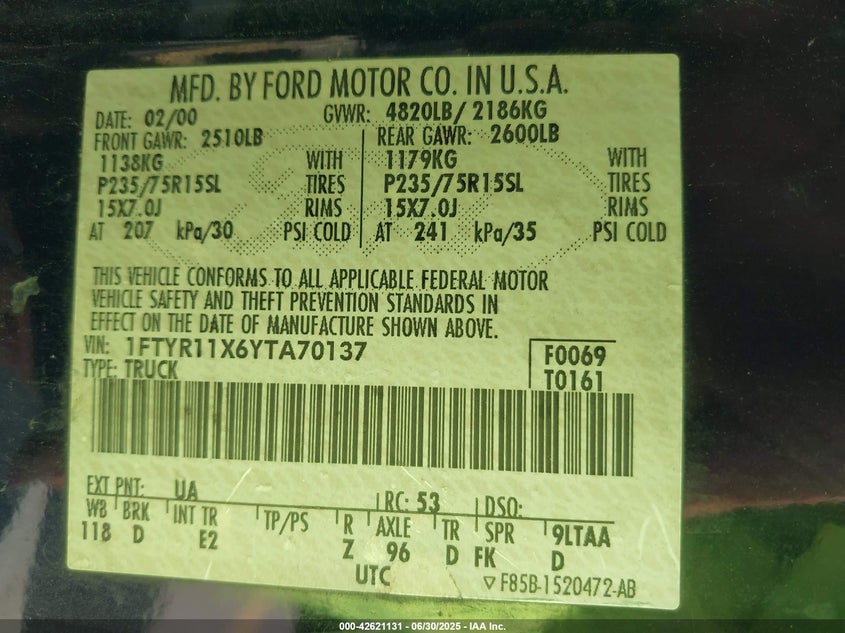 MFD. BY FORD MOTOR CO. IN U.S.A.
DATE: 02/00 GVWR: 4820LB/ 2186KG
FRONT GAWR: 2510LB REAR GAWR: 2600LB
1138KG WITH 1179KG WITH
P235/75R15SL TIRES P235/75R15SL TIRES
15X7.0J RIMS 15X7.0J RIMS
AT 207 kPa/30 PSI COLD AT 241 kPa/35 PSI COLD
THIS VEHICLE CONFORMS TO ALL APPLICABLE FEDERAL MOTOR
VEHICLE SAFETY AND THEFT PREVENTION STANDARDS IN
EFFECT ON THE DATE OF MANUFACTURE SHOWN ABOVE.
VIN: 1FTYR11X6YTA70137 F0069
TYPE: TRUCK T0161
EXT PNT: UA RC: 53 DSO:
WB BRK INT TR TP/PS R AXLE TR SPR 9LTAA
118 D E2 Z 96 D FK D
UTC ▽F85B-1520472-AB
000-42621131 - 06/30/2025 - IAA Inc.